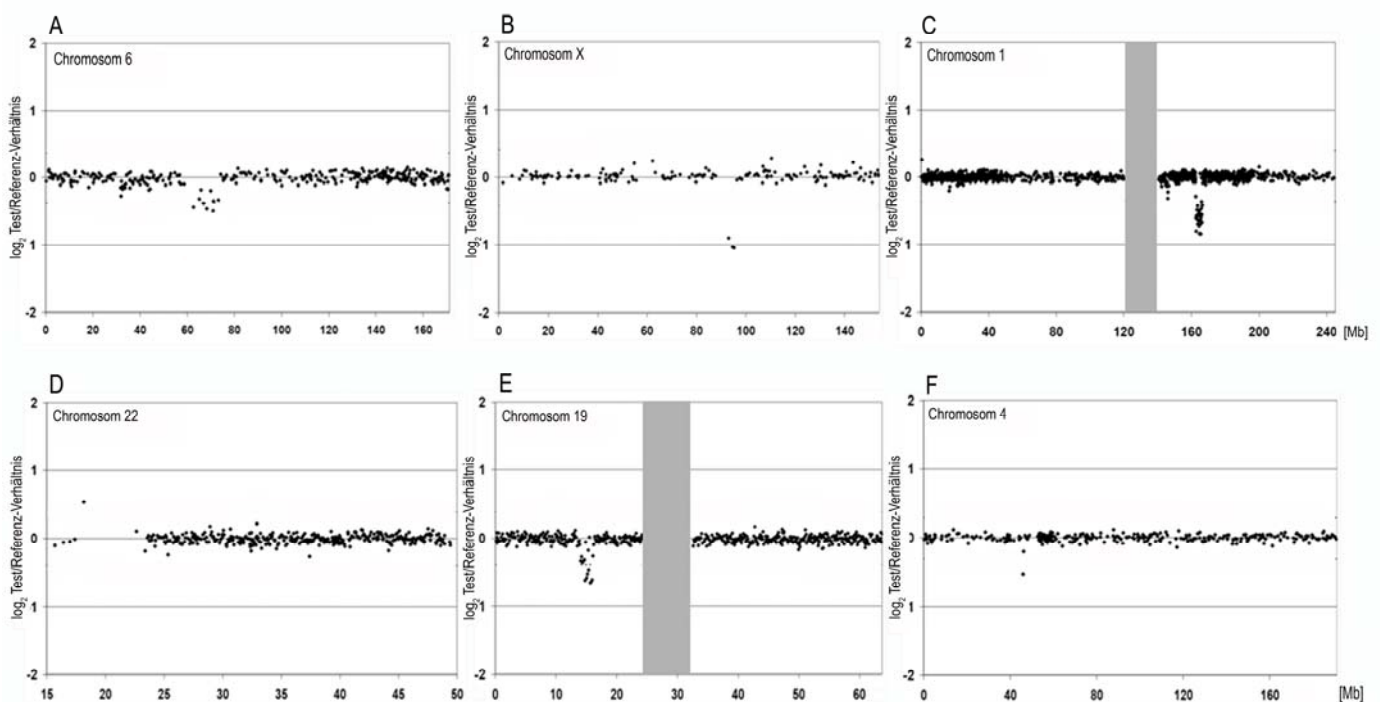 A
Chromosom 6
log2 Test/Referenz-Verhältnis
2
1
0
1
-2
0 20 40 60 80 100 120 140 160
B
Chromosom X
2
1
0
1
-2
0 20 40 60 80 100 120 140
C
Chromosom 1
log2 Test/Referenz-Verhältnis
2
1
0
1
-2
0 40 80 120 160 200 240 [Mb]
D
Chromosom 22
log2 Test/Referenz-Verhältnis
2
1
0
1
-2
15 20 25 30 35 40 45 50
E
Chromosom 19
log2 Test/Referenz-Verhältnis
2
1
0
1
-2
0 10 20 30 40 50 60
F
Chromosom 4
log2 Test/Referenz-Verhältnis
2
1
0
1
-2
0 40 80 120 160 [Mb]